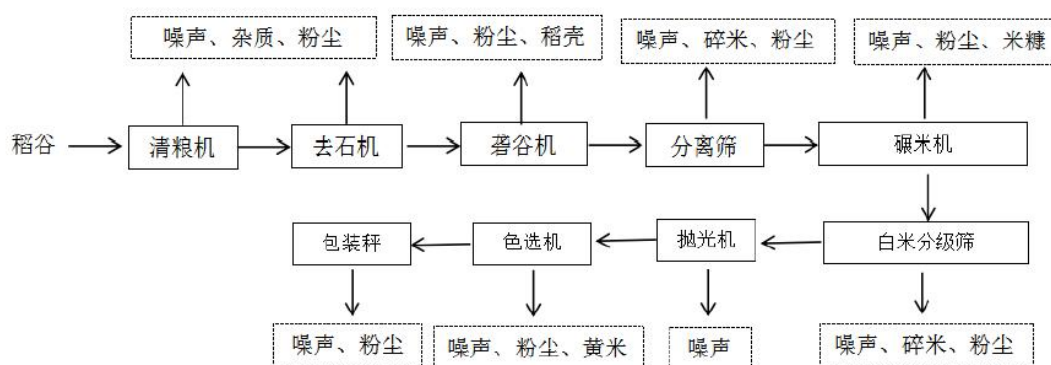 噪声、杂质、粉尘
噪声、粉尘、稻壳
噪声、碎米、粉尘
噪声、粉尘、米糠
稻谷
清粮机
去石机
砻谷机
分离筛
碾米机
包装秤
色选机
抛光机
白米分级筛
噪声、粉尘
噪声、粉尘、黄米
噪声
噪声、碎米、粉尘